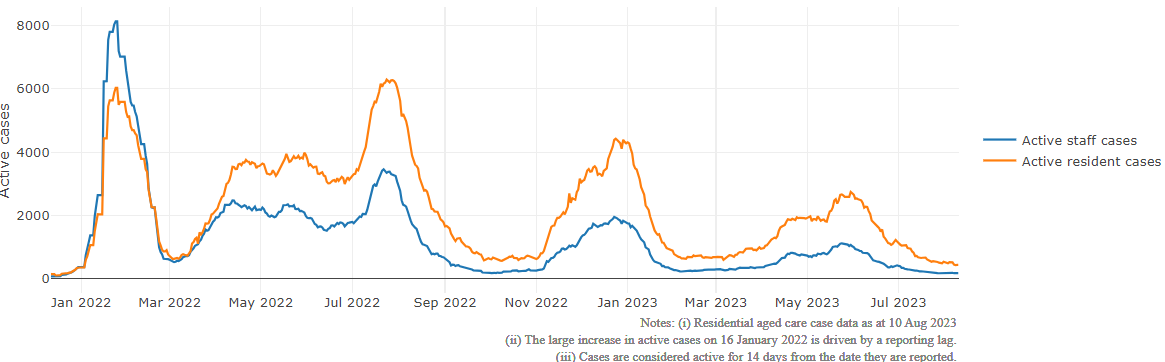 8000
6000
4000
2000
0
Active cases
Jan 2022
Mar 2022
May 2022
Jul 2022
Sep 2022
Nov 2022
Jan 2023
Mar 2023
May 2023
Jul 2023
Active staff cases
Active resident cases
Notes: (i) Residential aged care case data as at 10 Aug 2023
(ii) The large increase in active cases on 16 January 2022 is driven by a reporting lag.
(iii) Cases are considered active for 14 days from the date they are reported.